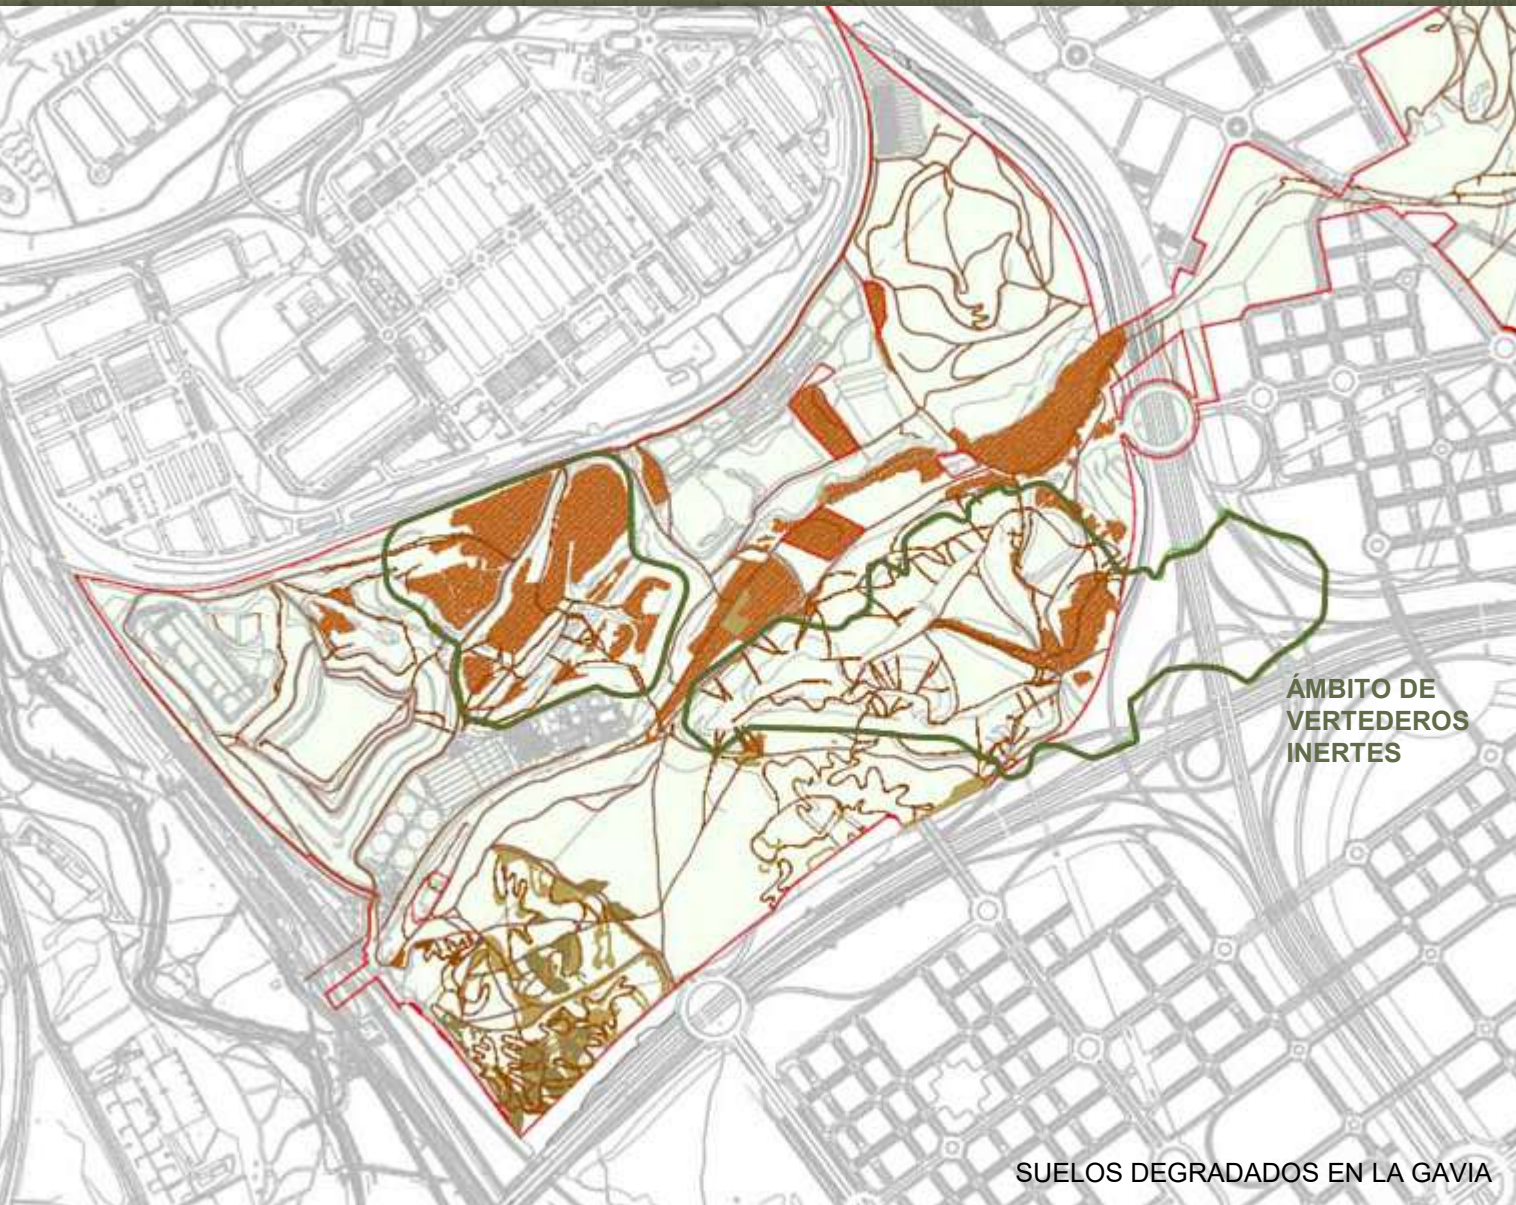 ÁMBITO DE
VERTEDEROS
INERTES
SUELOS DEGRADADOS EN LA GAVIA